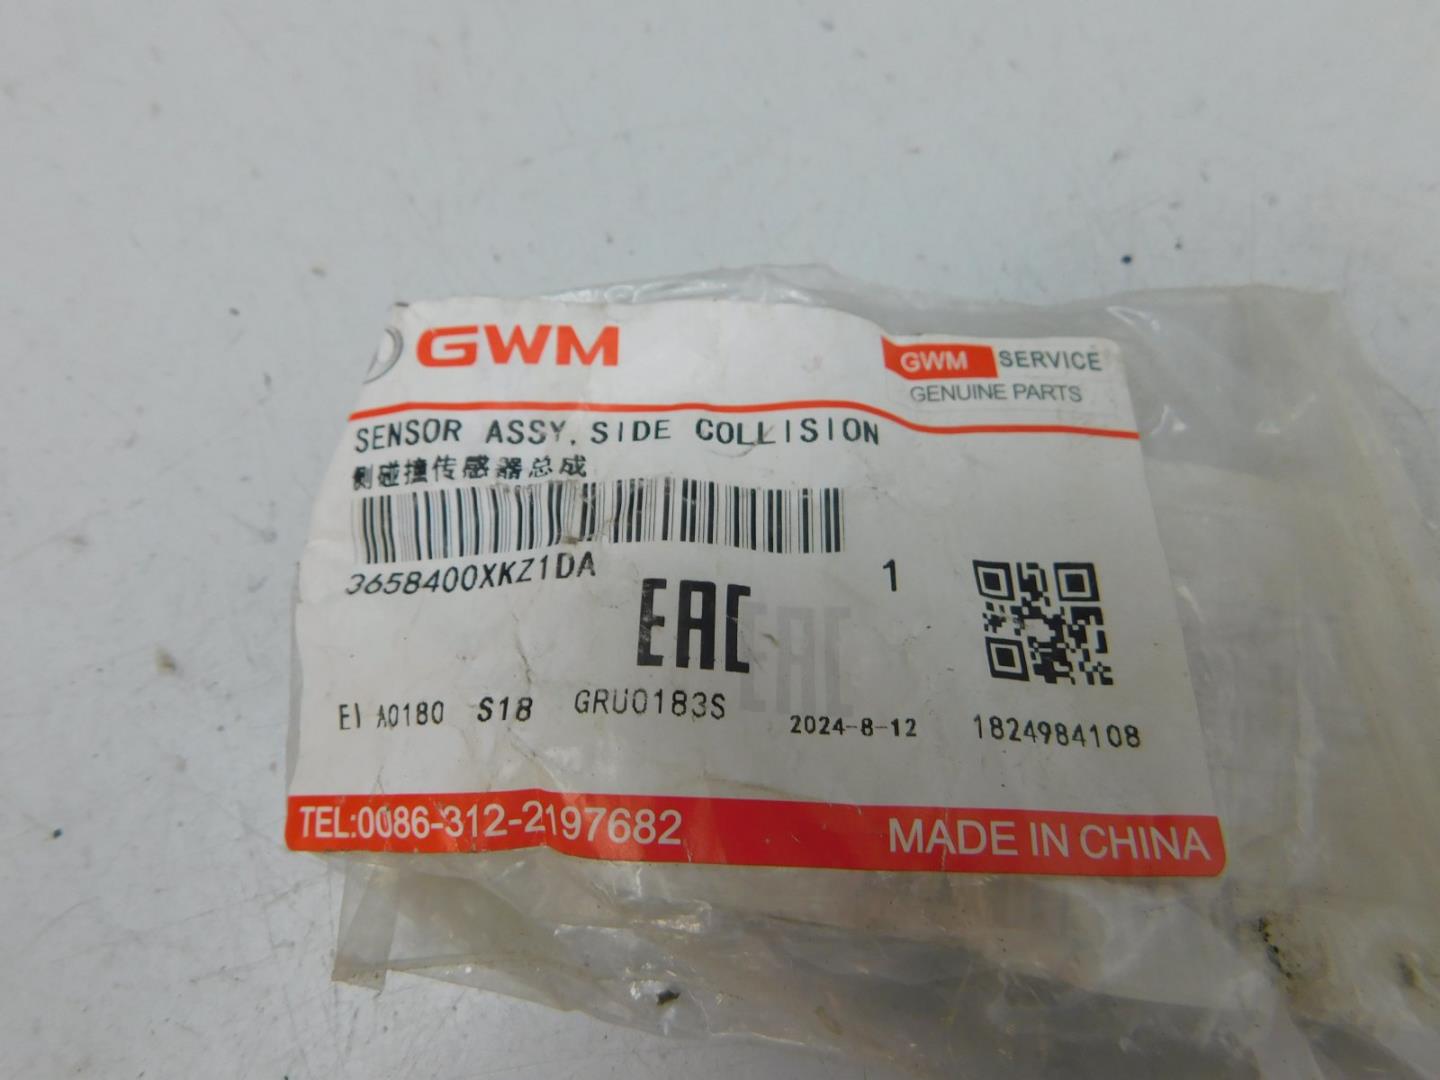 GWM
GWM SERVICE
GENUINE PARTS
SENSOR ASSY, SIDE COLLISION
侧碰撞传感器总成
3658400XKZ1DA
1
EAC
EI A0180 S18 GRU0183S 2024-8-12 1824984108
TEL:0086-312-2197682 MADE IN CHINA